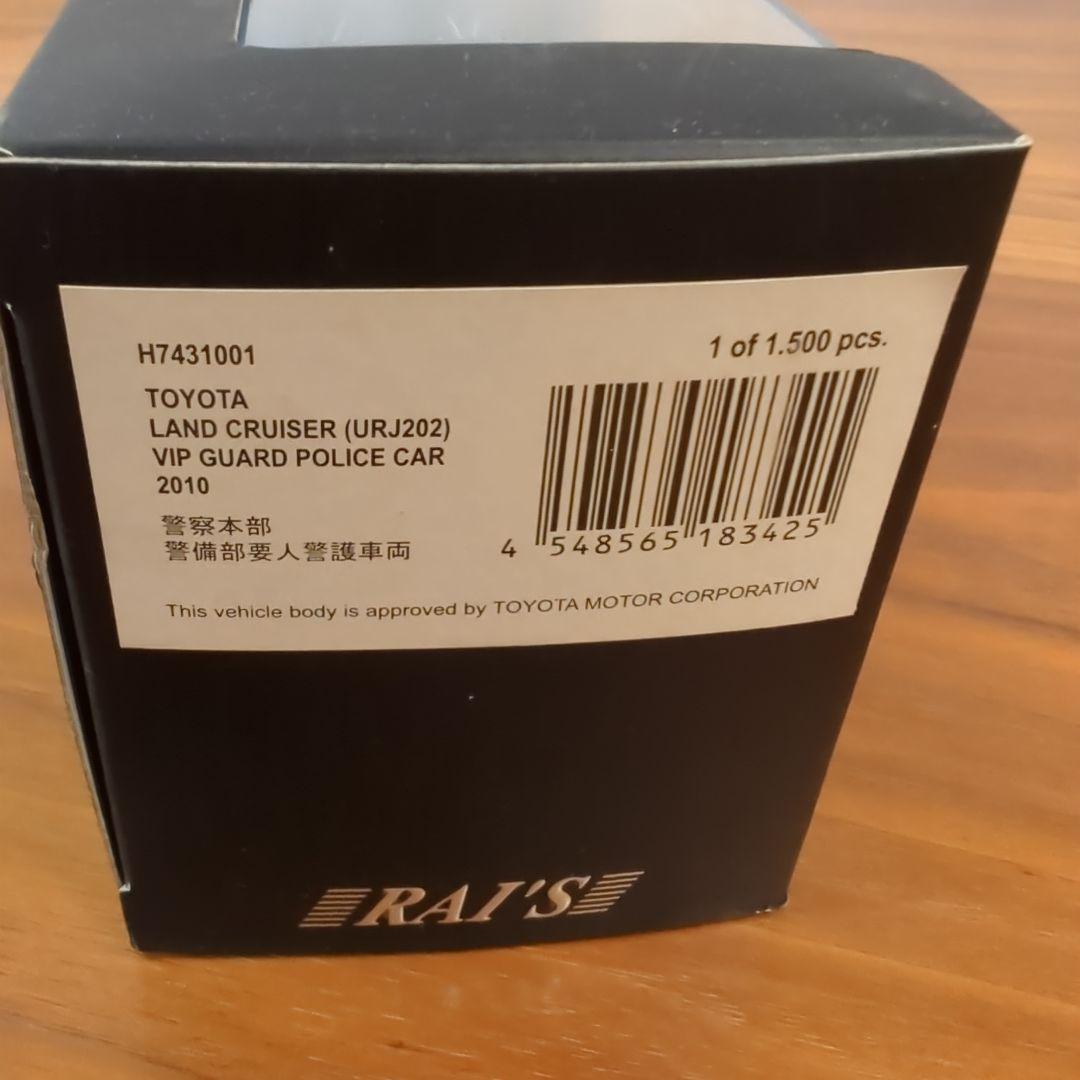 H7431001
1 of 1.500 pcs.
TOYOTA
LAND CRUISER (URJ202)
VIP GUARD POLICE CAR
2010
警察本部
警備部要人警護車両
4 548565 183425
This vehicle body is approved by TOYOTA MOTOR CORPORATION
RAI'S